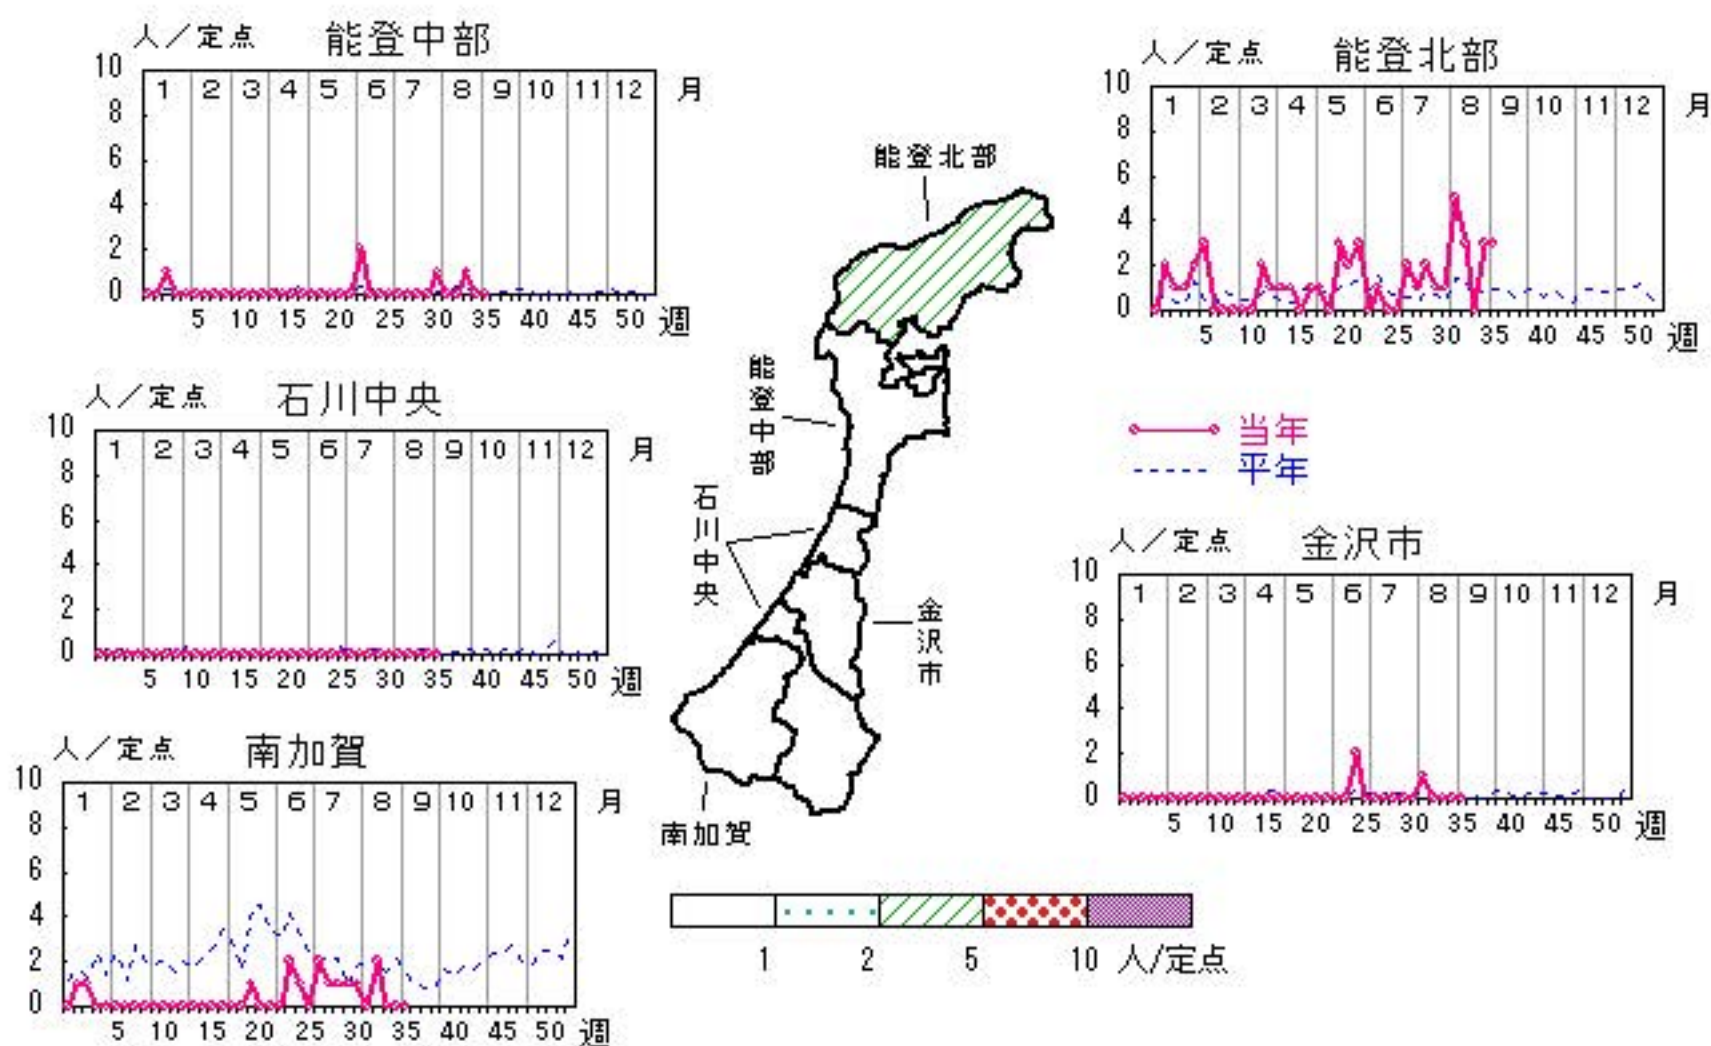 人／定点 能登中部
10 8 6 4 2 0
1 2 3 4 5 6 7 8 9 10 11 12 月
5 10 15 20 25 30 35 40 45 50 週
人／定点 能登北部
10 8 6 4 2 0
1 2 3 4 5 6 7 8 9 10 11 12 月
5 10 15 20 25 30 35 40 45 50 週
人／定点 石川中央
10 8 6 4 2 0
1 2 3 4 5 6 7 8 9 10 11 12 月
5 10 15 20 25 30 35 40 45 50 週
能登北部
能登中部
石川中央
金沢市
南加賀
当年
平年
人／定点 金沢市
10 8 6 4 2 0
1 2 3 4 5 6 7 8 9 10 11 12 月
5 10 15 20 25 30 35 40 45 50 週
人／定点 南加賀
10 8 6 4 2 0
1 2 3 4 5 6 7 8 9 10 11 12 月
5 10 15 20 25 30 35 40 45 50 週
1 2 5 10 人/定点